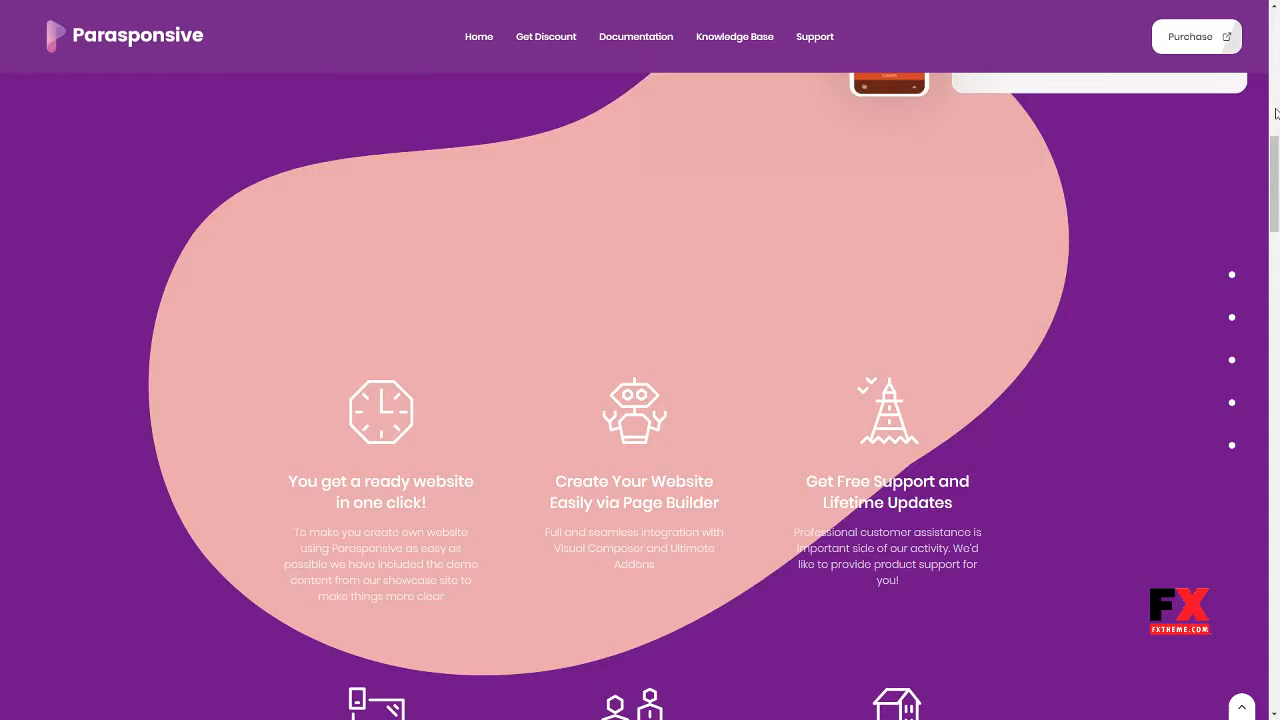 Parasponsive
Home Get Discount Documentation Knowledge Base Support
Purchase
You get a ready website
in one click!
To make you create own website
using Parasponsive as easy as
possible we have included the demo
content from our showcase site to
make things more clear.
Create Your Website
Easily via Page Builder
Full and seamless integration with
Visual Composer and Ultimate
Addons.
Get Free Support and
Lifetime Updates
Professional customer assistance is
important side of our activity. We'd
like to provide product support for
you!
FX
FXTHEME.COM